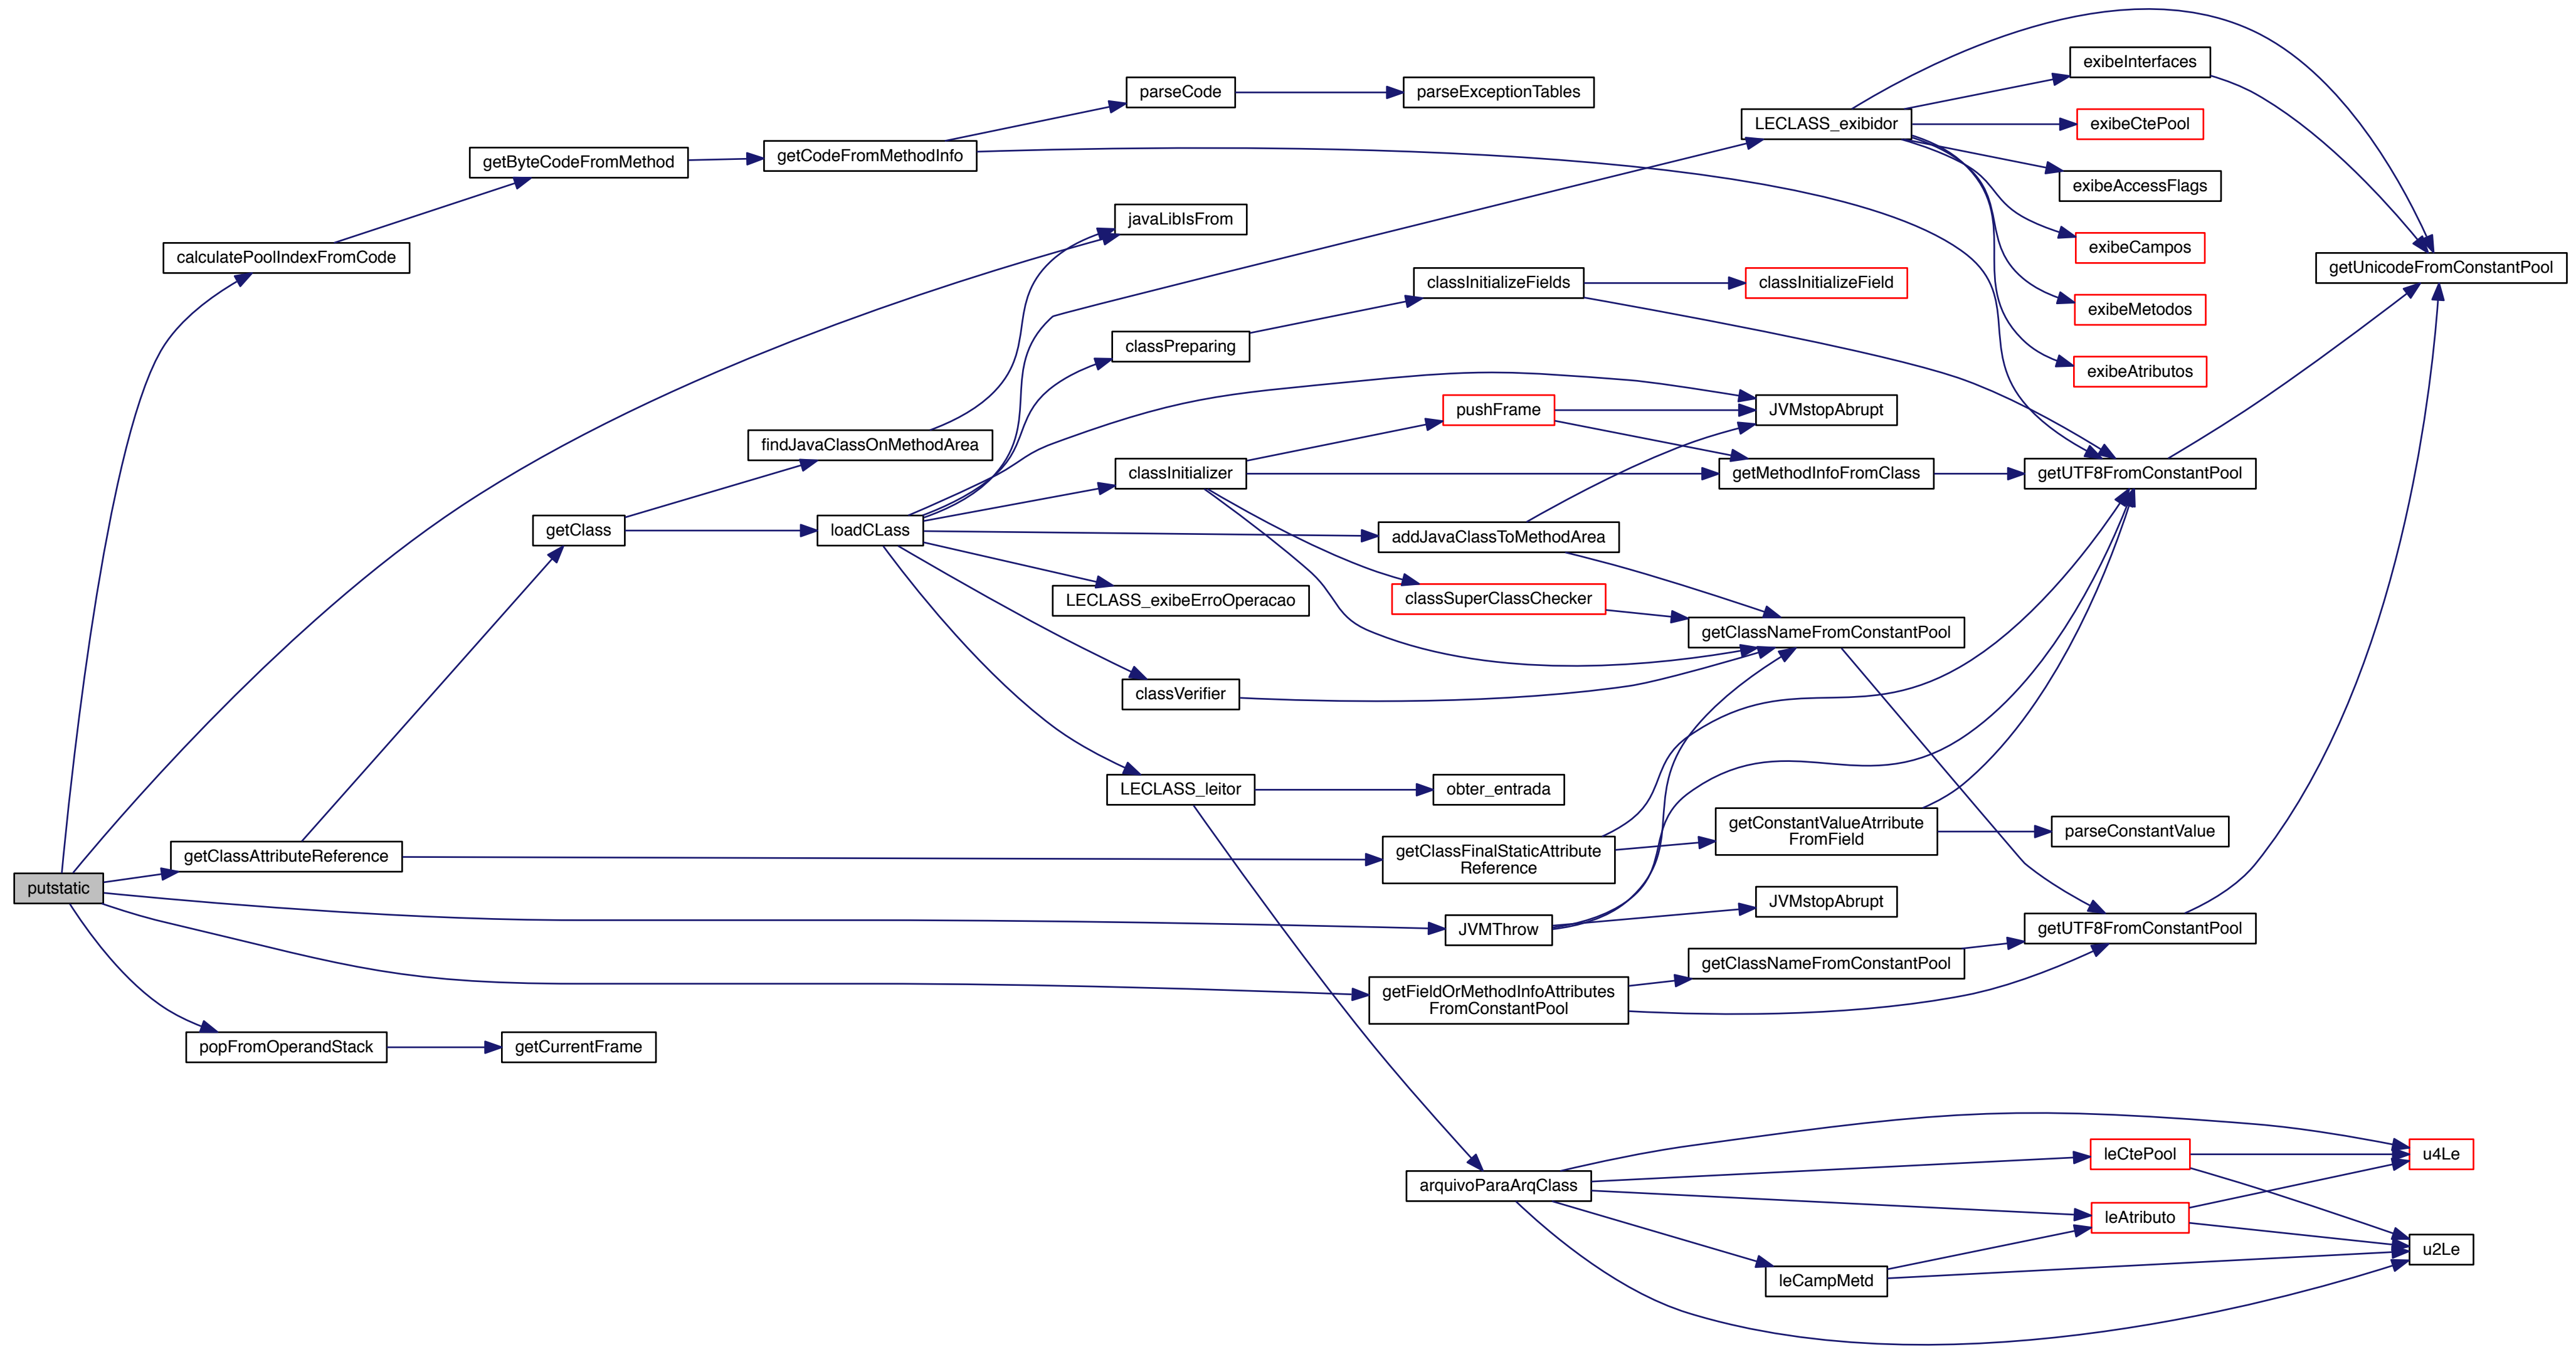 exibeInterfaces
parseCode
parseExceptionTables
LECLASS_exibidor
exibeCtePool
getByteCodeFromMethod
getCodeFromMethodInfo
exibeAccessFlags
javaLibIsFrom
exibeCampos
calculatePoolIndexFromCode
getUnicodeFromConstantPool
classInitializeFields
classInitializeField
exibeMetodos
classPreparing
exibeAtributos
pushFrame
JVMstopAbrupt
findJavaClassOnMethodArea
classInitializer
getMethodInfoFromClass
getUTF8FromConstantPool
getClass
loadCLass
addJavaClassToMethodArea
LECLASS_exibeErroOperacao
classSuperClassChecker
getClassNameFromConstantPool
classVerifier
LECLASS_leitor
obter_entrada
getConstantValueAtrribute
FromField
parseConstantValue
getClassAttributeReference
getClassFinalStaticAttribute
Reference
putstatic
JVMstopAbrupt
JVMThrow
getUTF8FromConstantPool
getClassNameFromConstantPool
getFieldOrMethodInfoAttributes
FromConstantPool
popFromOperandStack
getCurrentFrame
leCtePool
u4Le
arquivoParaArqClass
leAtributo
u2Le
leCampMetd